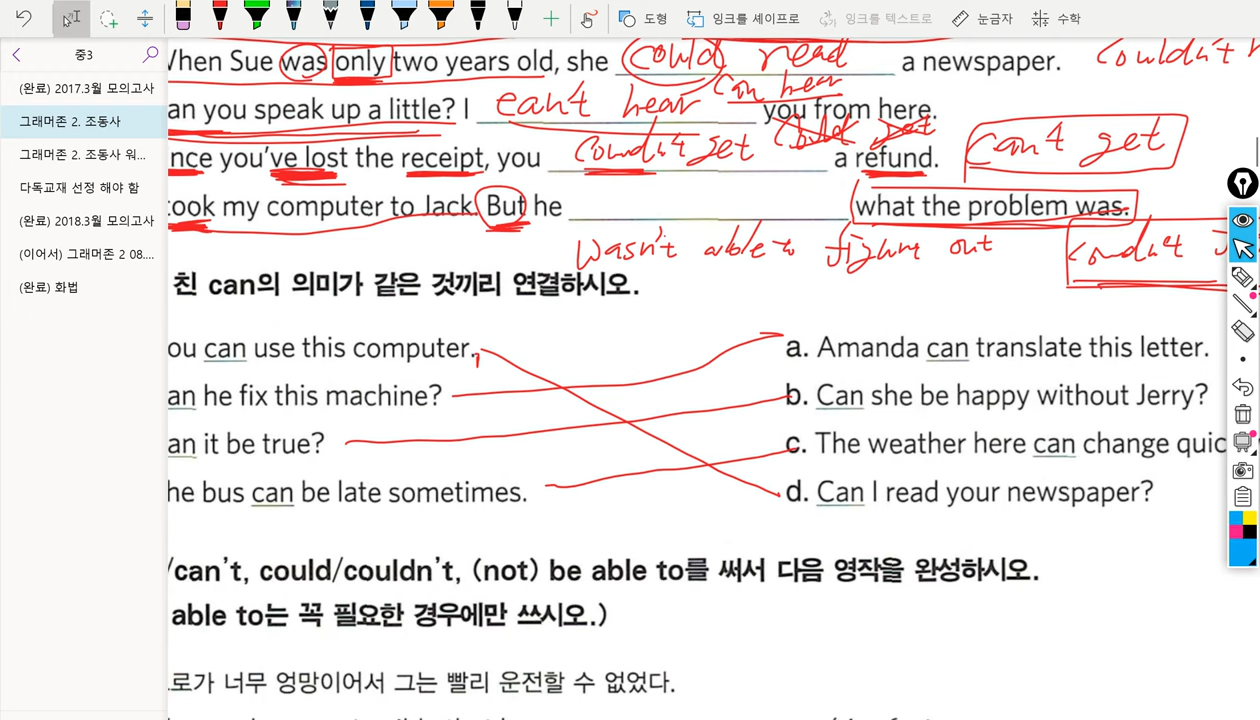 도형 잉크를 셰이프로 잉크를 텍스트로 눈금자 수학
중3
(완료) 2017.3월 모의고사
그래머존 2. 조동사
그래머존 2. 조동사 워...
다독교재 선정 해야 함
(완료) 2018.3월 모의고사
(이어서) 그래머존 2 08....
(완료) 화법
When Sue was only two years old, she could read a newspaper.
couldn't
can hear
an you speak up a little? I can't hear you from here.
nce you've lost the receipt, you couldn't get a refund. can't get
took my computer to Jack. But he what the problem was.
wasn't able to figure out couldn't
친 can의 의미가 같은 것끼리 연결하시오.
ou can use this computer. a. Amanda can translate this letter.
an he fix this machine? b. Can she be happy without Jerry?
an it be true? c. The weather here can change quic
he bus can be late sometimes. d. Can I read your newspaper?
/can't, could/couldn't, (not) be able to를 써서 다음 영작을 완성하시오.
able to는 꼭 필요한 경우에만 쓰시오.)
로가 너무 엉망이어서 그는 빨리 운전할 수 없었다.